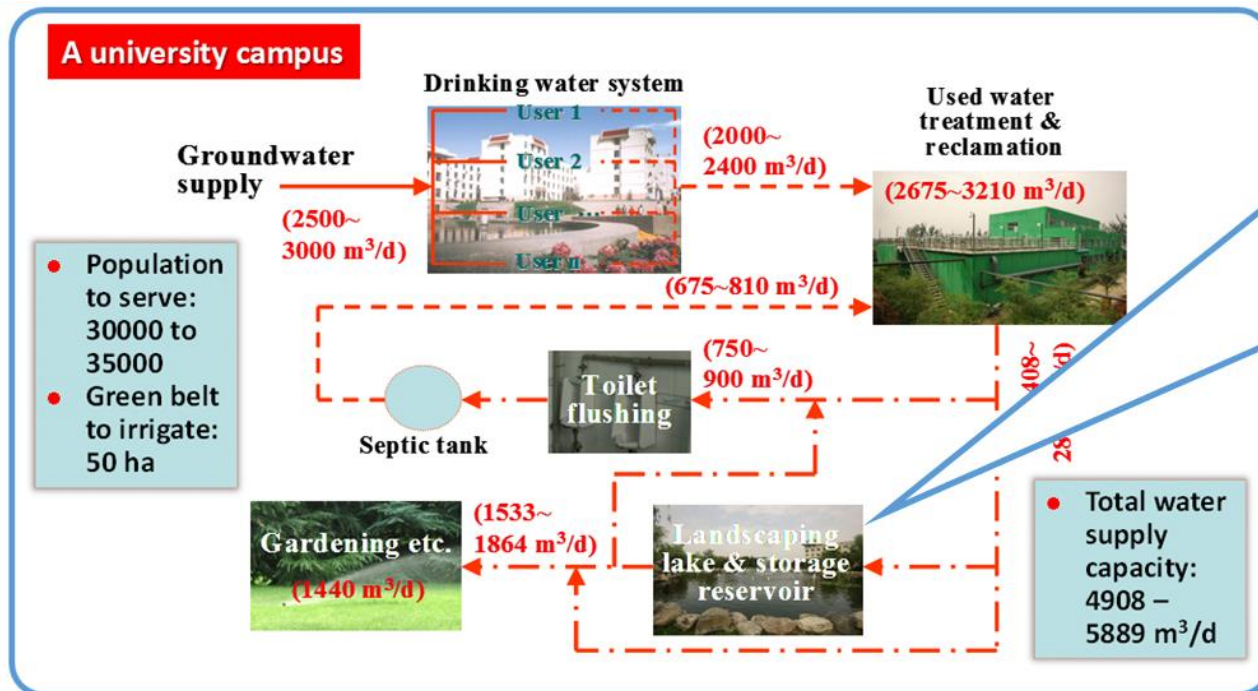 A university campus
Drinking water system
User 1
User 2
User ....
User n
Groundwater
supply
(2500~
3000 m³/d)
(2000~
2400 m³/d)
Used water
treatment &
reclamation
(2675~3210 m³/d)
● Population
to serve:
30000 to
35000
● Green belt
to irrigate:
50 ha
(675~810 m³/d)
(750~
900 m³/d)
Toilet
flushing
Septic tank
Gardening etc.
(1440 m³/d)
(1533~
1864 m³/d)
Landscaping
lake & storage
reservoir
● Total water
supply
capacity:
4908 –
5889 m³/d